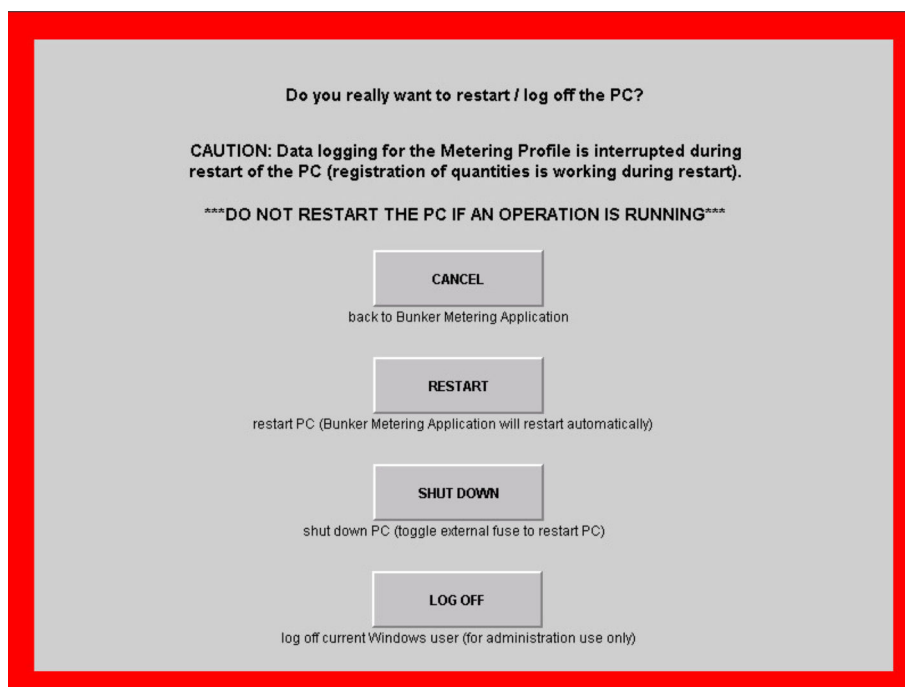 Do you really want to restart / log off the PC?
CAUTION: Data logging for the Metering Profile is interrupted during
restart of the PC (registration of quantities is working during restart).
***DO NOT RESTART THE PC IF AN OPERATION IS RUNNING***
CANCEL
back to Bunker Metering Application
RESTART
restart PC (Bunker Metering Application will restart automatically)
SHUT DOWN
shut down PC (toggle external fuse to restart PC)
LOG OFF
log off current Windows user (for administration use only)